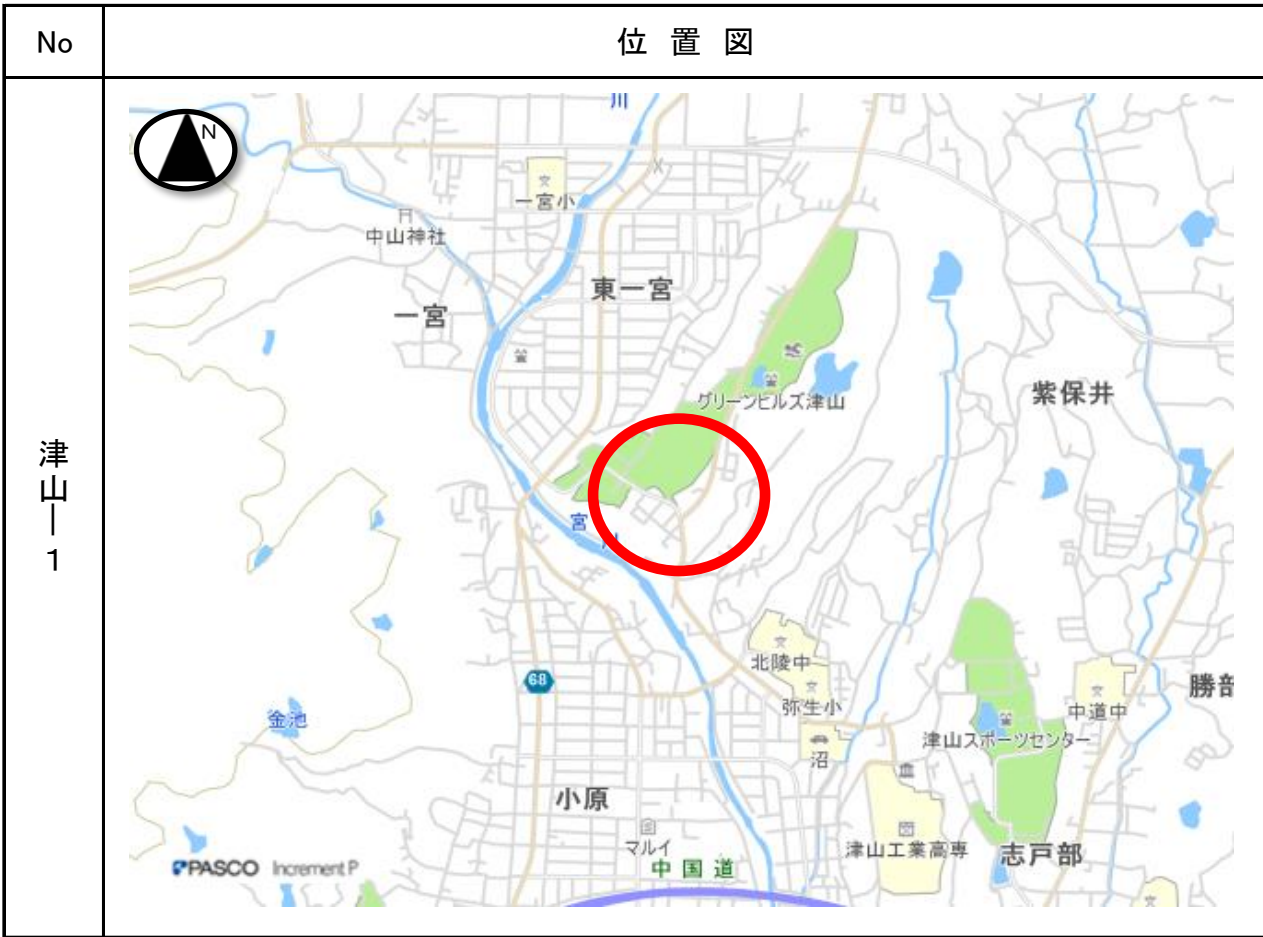 No
位 置 図
津山―1
N
川
一宮小
中山神社
東一宮
一宮
グリーンヒルズ津山
紫保井
宮川
北陵中
弥生小
68
勝部
中道中
金池
津山スポーツセンター
沼
小原
マルイ
津山工業高専
志戸部
中国道
PASCO Increment P